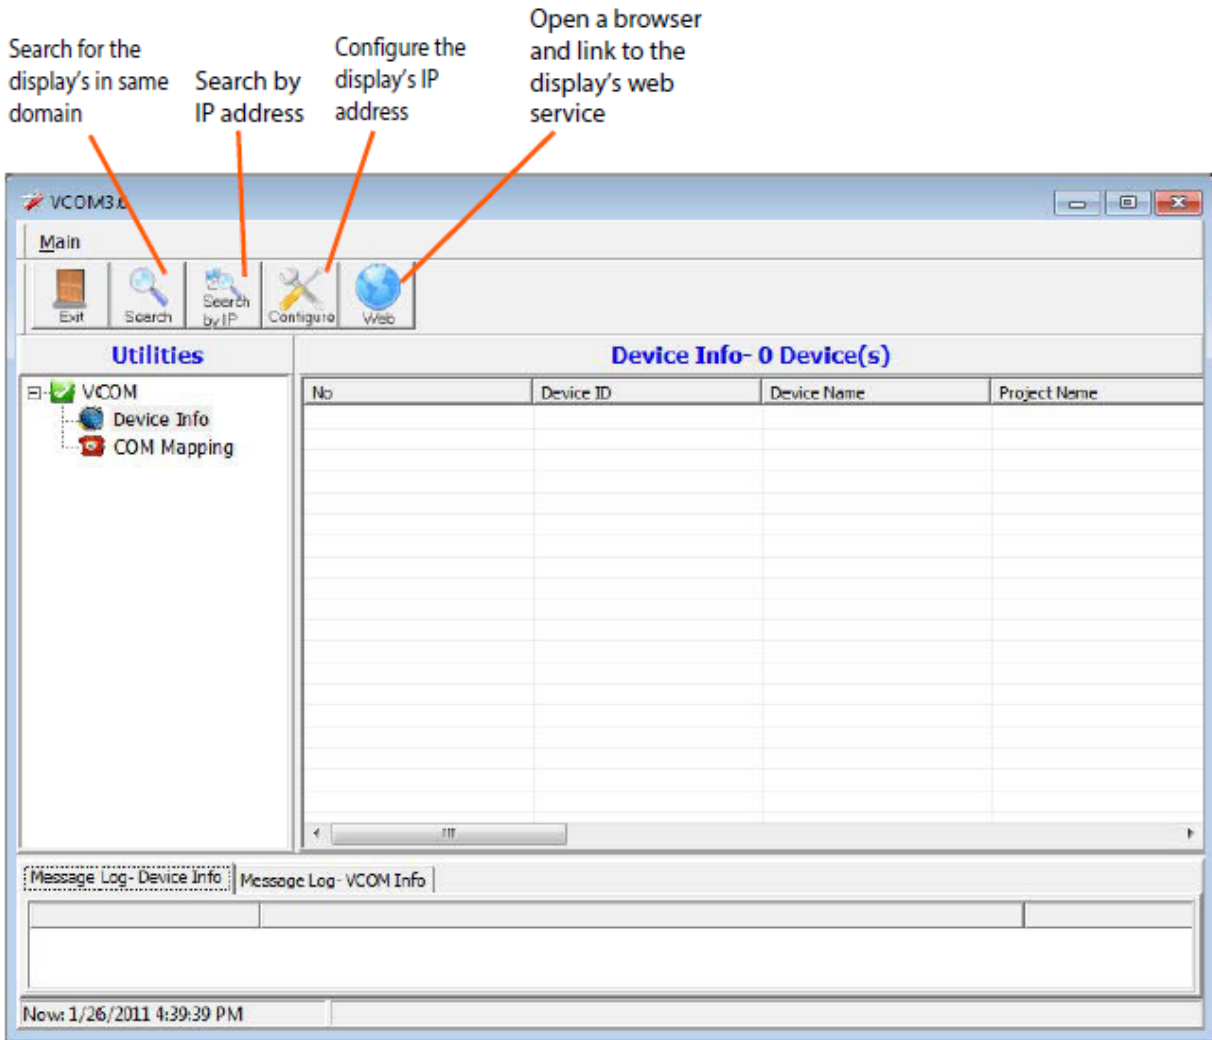 Search for the
display's in same
domain
Search by
IP address
Configure the
display's IP
address
Open a browser
and link to the
display's web
service
VCOM3.
Main
Exit
Search
Search
by IP
Configure
Web
Utilities
Device Info- 0 Device(s)
VCOM
Device Info
COM Mapping
No
Device ID
Device Name
Project Name
Message Log- Device Info
Message Log- VCOM Info
Now: 1/26/2011 4:39:39 PM